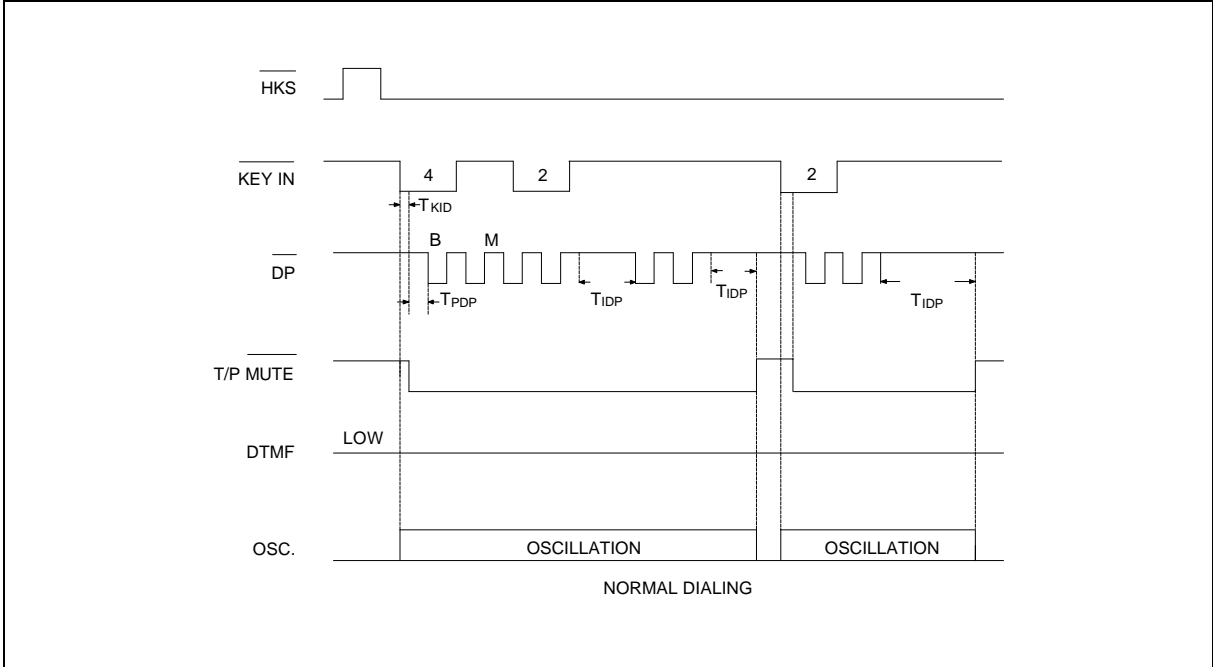 HKS
KEY IN
4
2
2
TKID
B
M
DP
TPDP
TIDP
TIDP
TIDP
T/P MUTE
LOW
DTMF
OSC.
OSCILLATION
OSCILLATION
NORMAL DIALING